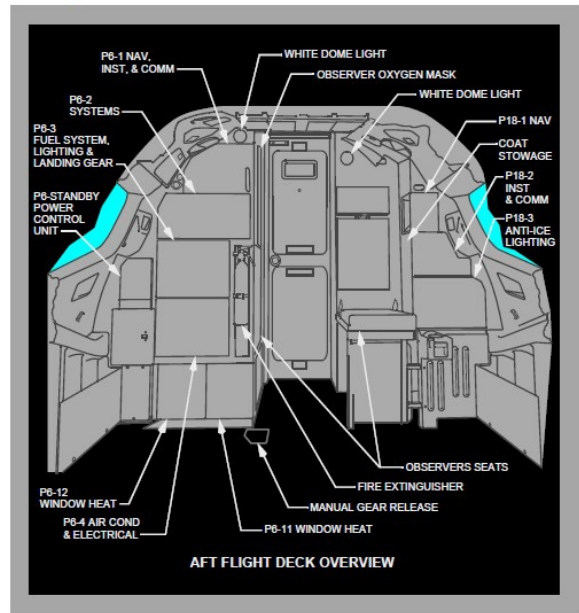 P6-1 NAV,
INST, & COMM
WHITE DOME LIGHT
OBSERVER OXYGEN MASK
WHITE DOME LIGHT
P6-2
SYSTEMS
P18-1 NAV
P6-3
FUEL SYSTEM,
LIGHTING &
LANDING GEAR
COAT
STOWAGE
P18-2
INST
& COMM
P6-STANDBY
POWER
CONTROL
UNIT
P18-3
ANTI-ICE
LIGHTING
OBSERVERS SEATS
FIRE EXTINGUISHER
P6-12
WINDOW HEAT
MANUAL GEAR RELEASE
P6-4 AIR COND
& ELECTRICAL
P6-11 WINDOW HEAT
AFT FLIGHT DECK OVERVIEW